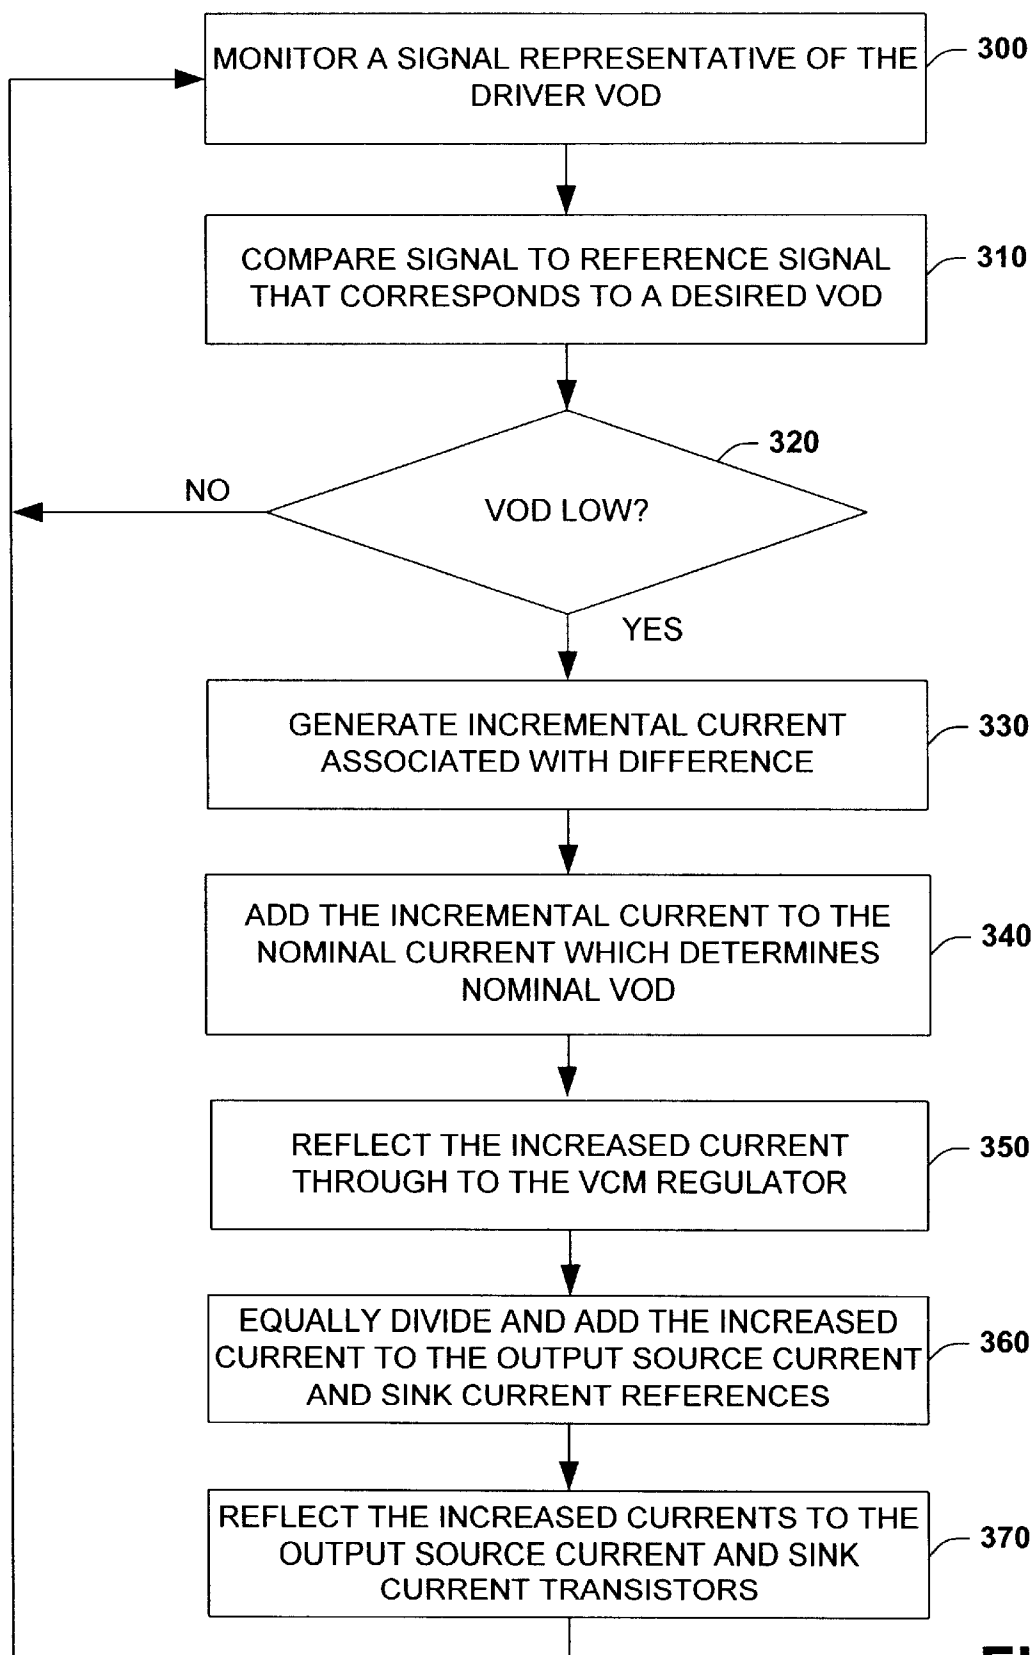 MONITOR A SIGNAL REPRESENTATIVE OF THE
DRIVER VOD
300
COMPARE SIGNAL TO REFERENCE SIGNAL
THAT CORRESPONDS TO A DESIRED VOD
310
320
NO
VOD LOW?
YES
GENERATE INCREMENTAL CURRENT
ASSOCIATED WITH DIFFERENCE
330
ADD THE INCREMENTAL CURRENT TO THE
NOMINAL CURRENT WHICH DETERMINES
NOMINAL VOD
340
REFLECT THE INCREASED CURRENT
THROUGH TO THE VCM REGULATOR
350
EQUALLY DIVIDE AND ADD THE INCREASED
CURRENT TO THE OUTPUT SOURCE CURRENT
AND SINK CURRENT REFERENCES
360
REFLECT THE INCREASED CURRENTS TO THE
OUTPUT SOURCE CURRENT AND SINK
CURRENT TRANSISTORS
370